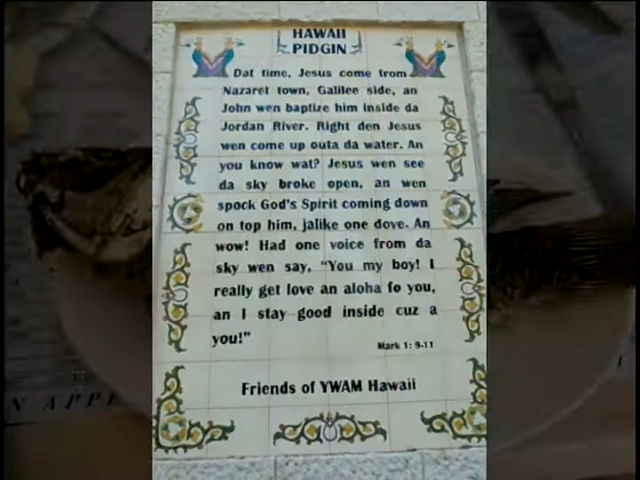 HAWAII
PIDGIN
Dat time, Jesus come from
Nazaret town, Galilee side, an
John wen baptize him inside da
Jordan River. Right den Jesus
wen come up outa da water. An
you know wat? Jesus wen see
da sky broke open, an wen
spock God's Spirit coming down
on top him, jalike one dove. An
wow! Had one voice from da
sky wen say, "You my boy! I
really get love an aloha fo you,
an I stay good inside cuz a
you!"
Mark 1: 9-11
Friends of YWAM Hawaii